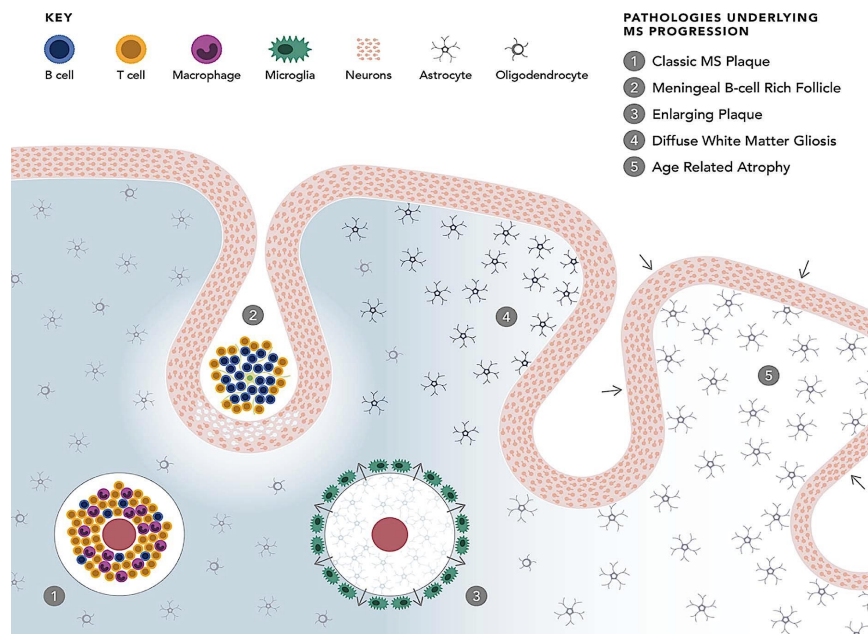 KEY
B cell
T cell
Macrophage
Microglia
Neurons
Astrocyte
Oligodendrocyte
PATHOLOGIES UNDERLYING
MS PROGRESSION
1 Classic MS Plaque
2 Meningeal B-cell Rich Follicle
3 Enlarging Plaque
4 Diffuse White Matter Gliosis
5 Age Related Atrophy
2
4
5
1
3